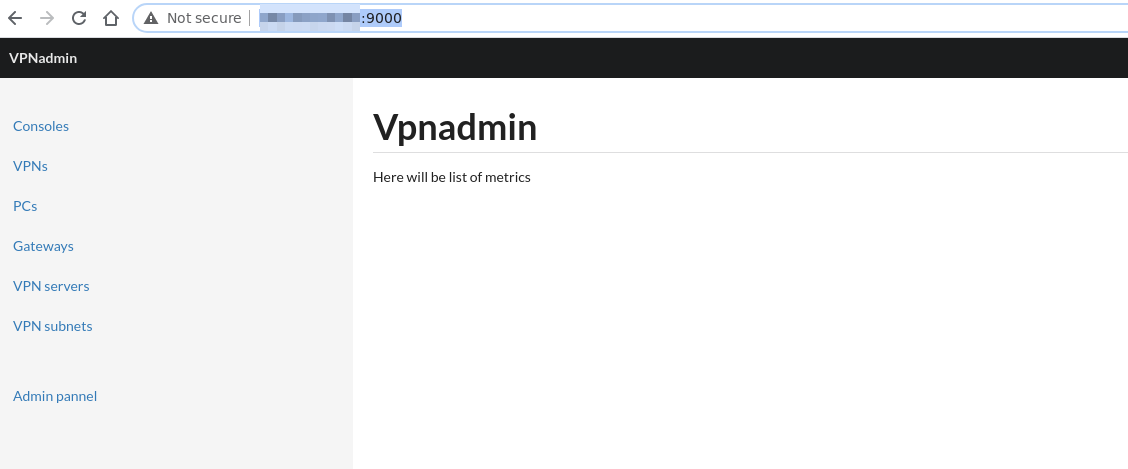 Not secure :9000
VPNadmin
Consoles
VPNs
PCs
Gateways
VPN servers
VPN subnets
Admin pannel
Vpnadmin
Here will be list of metrics